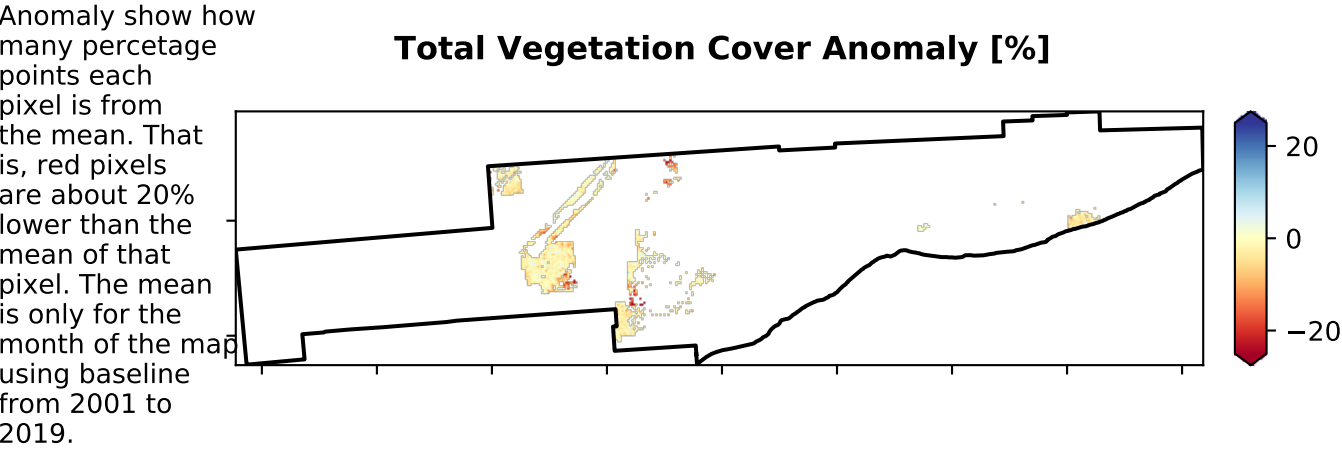 Anomaly show how
many percetage
points each
pixel is from
the mean. That
is, red pixels
are about 20%
lower than the
mean of that
pixel. The mean
is only for the
month of the map
using baseline
from 2001 to
2019.
Total Vegetation Cover Anomaly [%]
20
0
−20